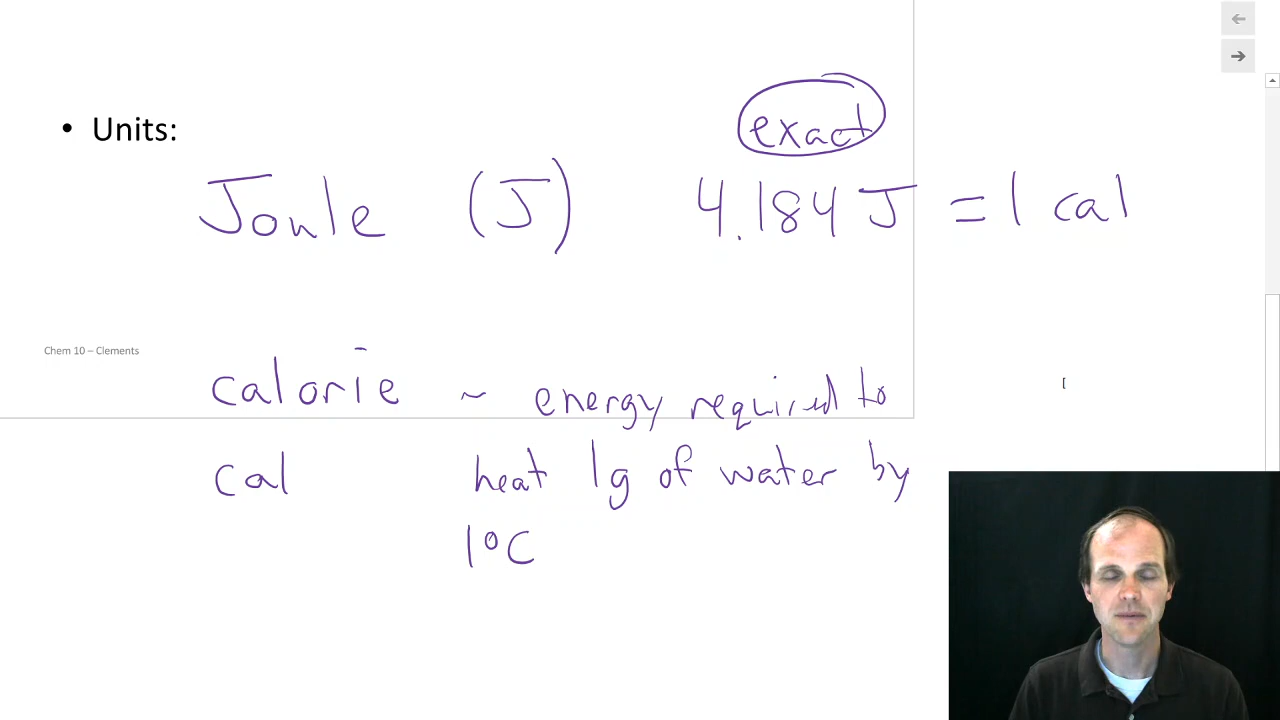 • Units:
exact
Joule (J) 4.184 J = 1 cal
Chem 10 – Clements
calorie ~ energy required to
cal heat 1g of water by
1°C